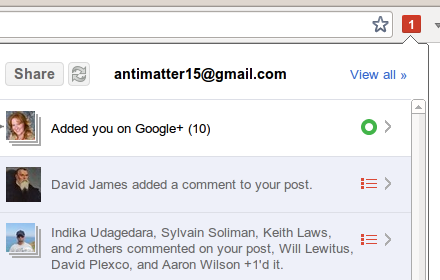 1
Share
antimatter15@gmail.com
View all »
Added you on Google+ (10)
David James added a comment to your post.
Indika Udagedara, Sylvain Soliman, Keith Laws,
and 2 others commented on your post, Will Lewitus,
David Plexco, and Aaron Wilson +1'd it.